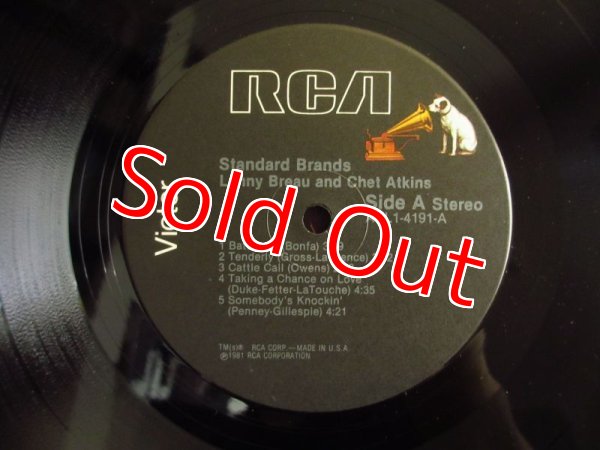 RCA
Standard Brands
Lenny Breau and Chet Atkins
Side A Stereo
1-4191-A
Victor
Sold Out
1 (Bonfa)
2 Tenderly (Gross-
3 Cattle Call (Owens)
4 Taking a Chance on Love
(Duke-Fetter-LaTouche) 4:35
5 Somebody's Knockin'
(Penney-Gillespie) 4:21
TM(s)® RCA CORP.—MADE IN U.S.A.
℗1981 RCA CORPORATION